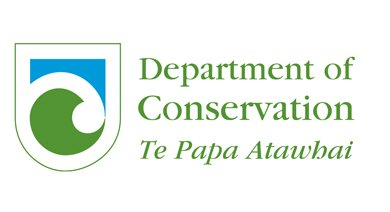 Department of
Conservation
Te Papa Atawhai